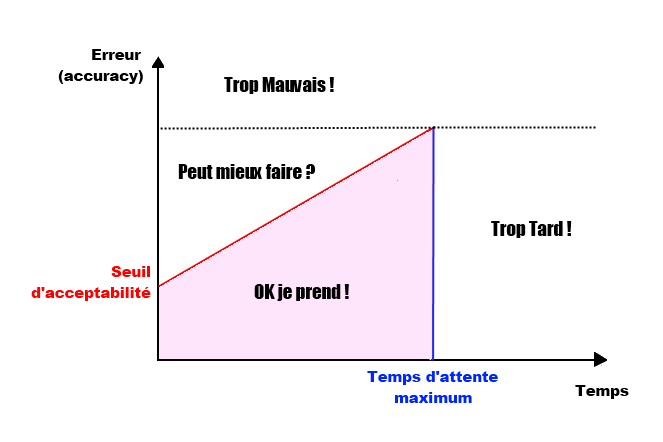 Erreur
(accuracy)
Trop Mauvais !
Peut mieux faire ?
Trop Tard !
Seuil
d'acceptabilité
OK je prend !
Temps d'attente
maximum
Temps